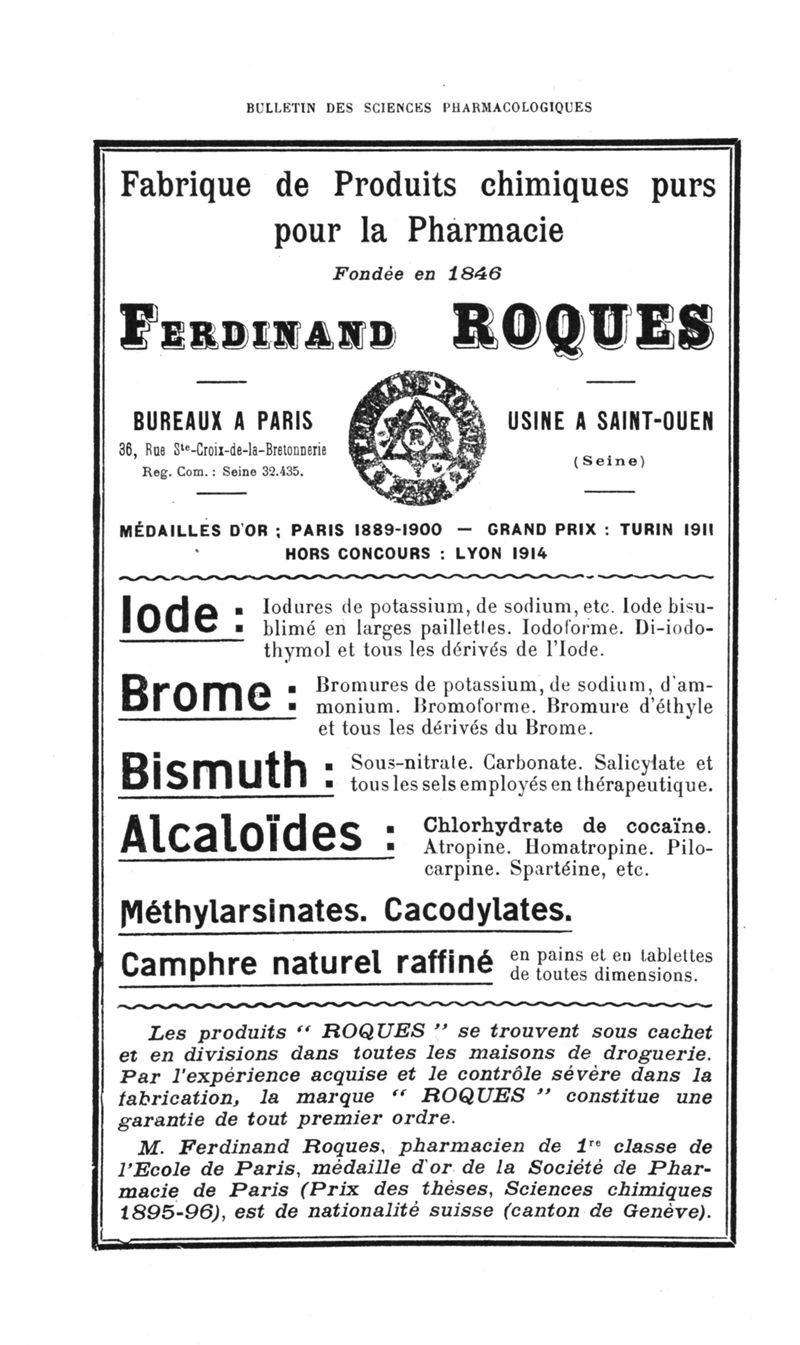 BULLETIN DES SCIENCES PHARMACOLOGIQUES
Fabrique de Produits chimiques purs
pour la Pharmacie
Fondée en 1846
FERDINAND ROQUES
BUREAUX A PARIS
36, Rue Ste-Croix-de-la-Bretonnerie
Reg. Com. : Seine 32.435.
R
USINE A SAINT-OUEN
(Seine)
MÉDAILLES D'OR ; PARIS 1889-1900 — GRAND PRIX : TURIN 1911
HORS CONCOURS : LYON 1914
Iode : Iodures de potassium, de sodium, etc. Iode bisu-
blimé en larges paillettes. Iodoforme. Di-iodo-
thymol et tous les dérivés de l'Iode.
Brome : Bromures de potassium, de sodium, d'am-
monium. Bromoforme. Bromure d'éthyle
et tous les dérivés du Brome.
Bismuth : Sous-nitrate. Carbonate. Salicylate et
tous les sels employés en thérapeutique.
Alcaloïdes : Chlorhydrate de cocaïne.
Atropine. Homatropine. Pilo-
carpine. Spartéine, etc.
Méthylarsinates. Cacodylates.
Camphre naturel raffiné en pains et en tablettes
de toutes dimensions.
Les produits “ ROQUES ” se trouvent sous cachet
et en divisions dans toutes les maisons de droguerie.
Par l'expérience acquise et le contrôle sévère dans la
fabrication, la marque “ ROQUES ” constitue une
garantie de tout premier ordre.
M. Ferdinand Roques, pharmacien de 1re classe de
l'Ecole de Paris, médaille d'or de la Société de Phar-
macie de Paris (Prix des thèses, Sciences chimiques
1895-96), est de nationalité suisse (canton de Genève).